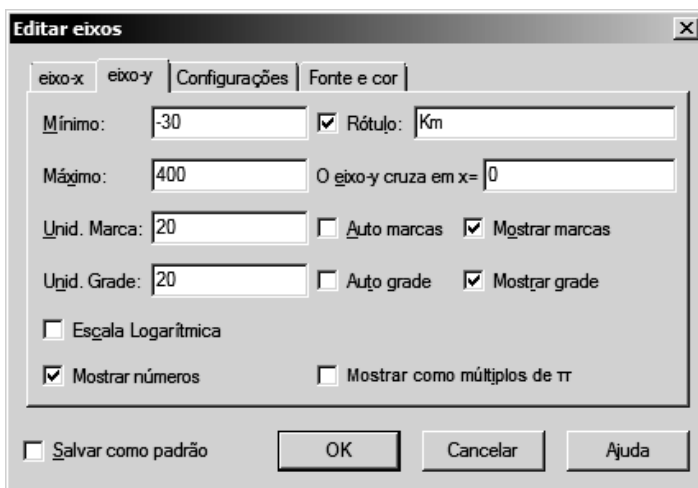 Editar eixos
eixo-x eixo-y Configurações Fonte e cor
Mínimo: -30 Rótulo: Km
Máximo: 400 O eixo-y cruza em x= 0
Unid. Marca: 20 Auto marcas Mostrar marcas
Unid. Grade: 20 Auto grade Mostrar grade
Escala Logarítmica
Mostrar números Mostrar como múltiplos de π
Salvar como padrão OK Cancelar Ajuda